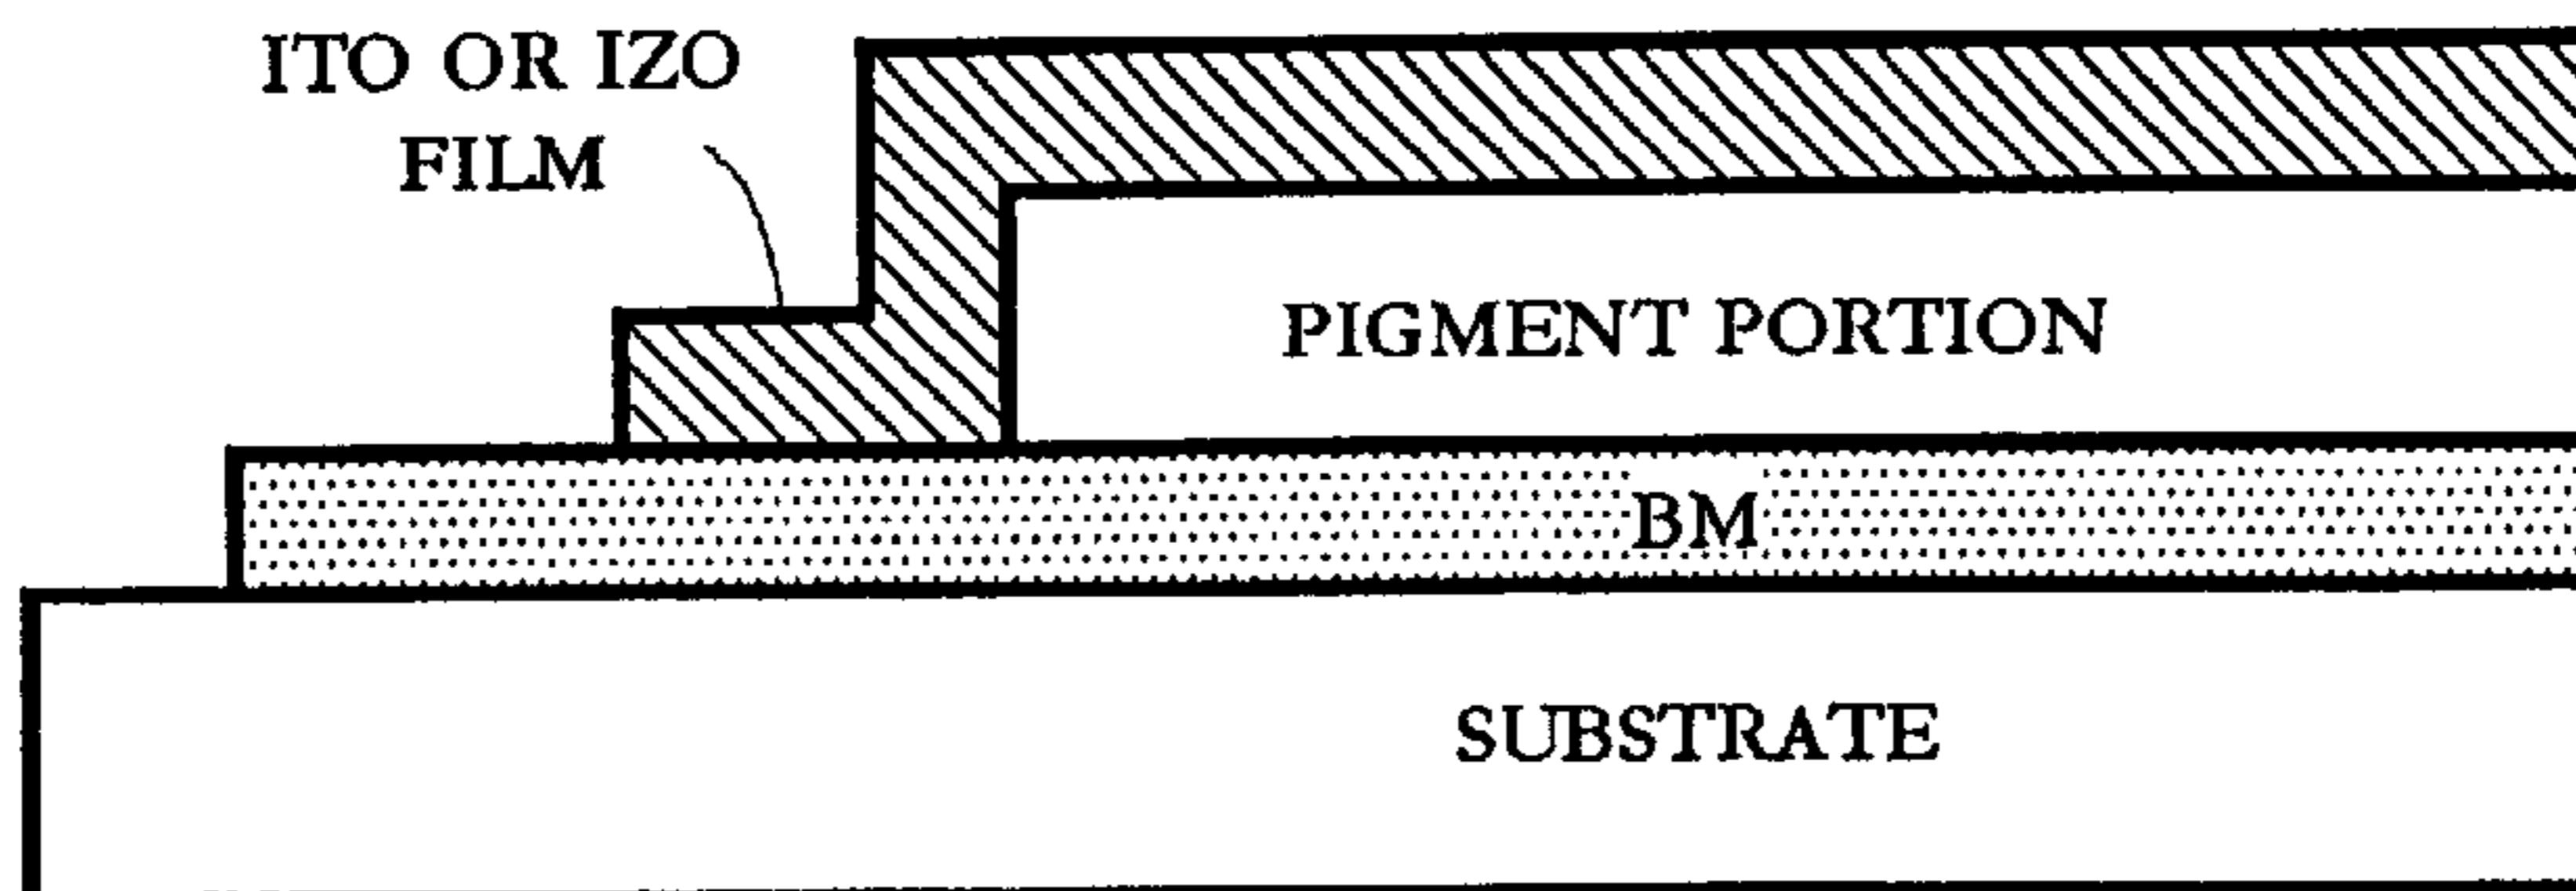 ITO OR IZO
FILM
PIGMENT PORTION
BM
SUBSTRATE